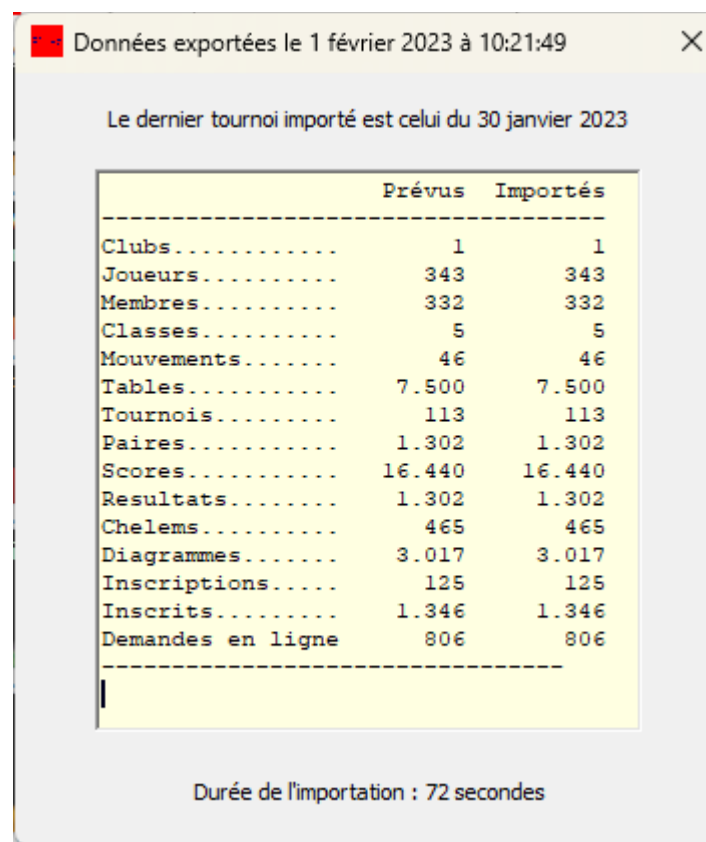 Données exportées le 1 février 2023 à 10:21:49
Le dernier tournoi importé est celui du 30 janvier 2023
Prévus Importés
------------------------------------
Clubs............ 1 1
Joueurs.......... 343 343
Membres.......... 332 332
Classes.......... 5 5
Mouvements....... 46 46
Tables........... 7.500 7.500
Tournois......... 113 113
Paires........... 1.302 1.302
Scores........... 16.440 16.440
Resultats........ 1.302 1.302
Chelems.......... 465 465
Diagrammes....... 3.017 3.017
Inscriptions..... 125 125
Inscrits......... 1.346 1.346
Demandes en ligne 806 806
---------------------------------
Durée de l'importation : 72 secondes